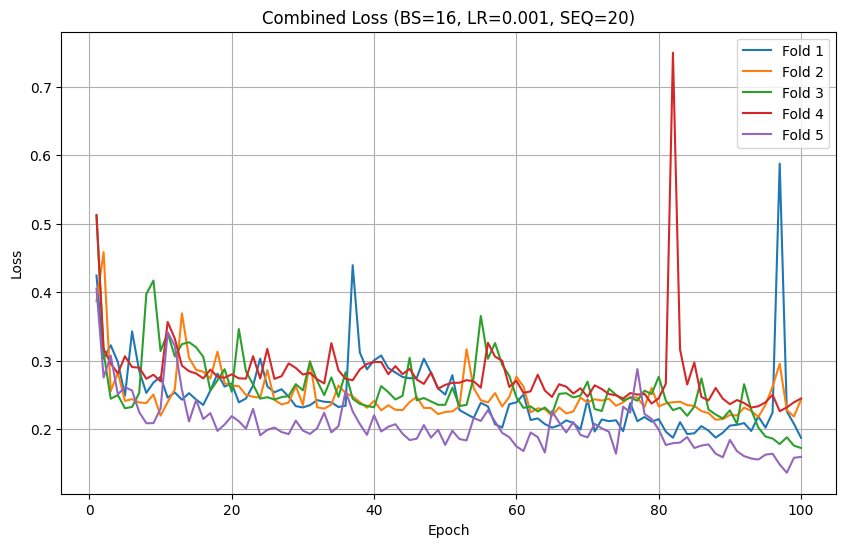 Combined Loss (BS=16, LR=0.001, SEQ=20)
Fold 1
Fold 2
Fold 3
Fold 4
Fold 5
Loss
0.7
0.6
0.5
0.4
0.3
0.2
0 20 40 60 80 100
Epoch